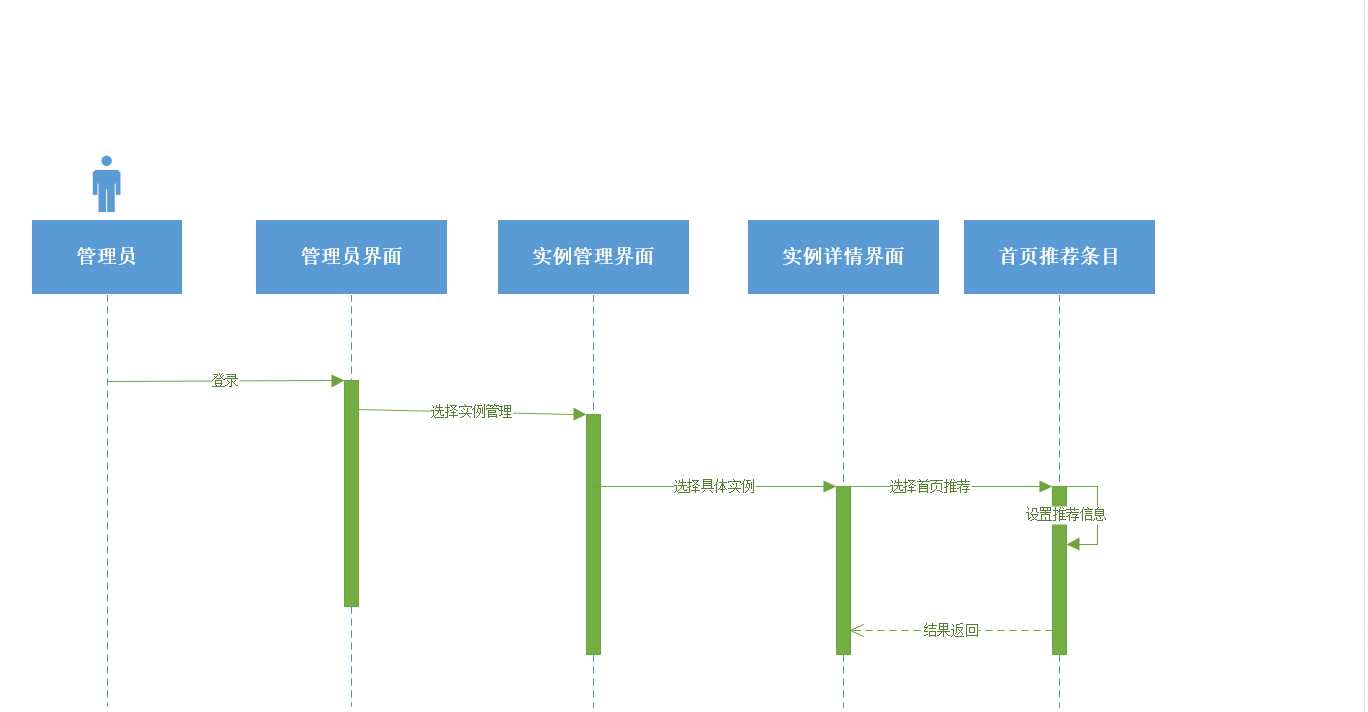 管理员
管理员界面
实例管理界面
实例详情界面
首页推荐条目
登录
选择实例管理
选择具体实例
选择首页推荐
设置推荐信息
结果返回